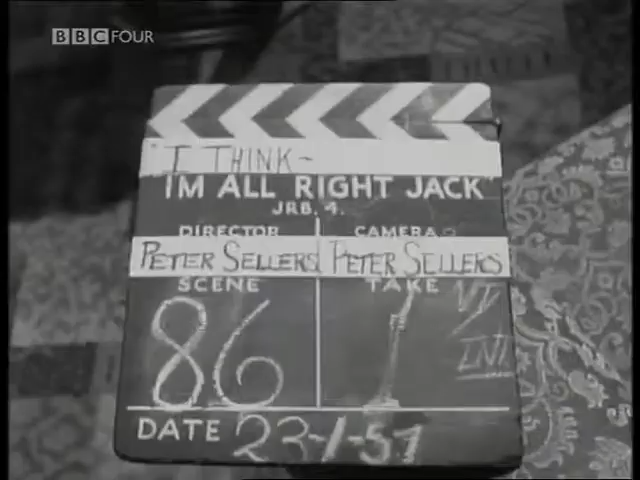 BBC FOUR
"I THINK-
I'M ALL RIGHT JACK"
JRB. 4.
DIRECTOR CAMERA
PETER SELLERS PETER SELLERS
SCENE TAKE
86 1
INT
DATE 23-1-57